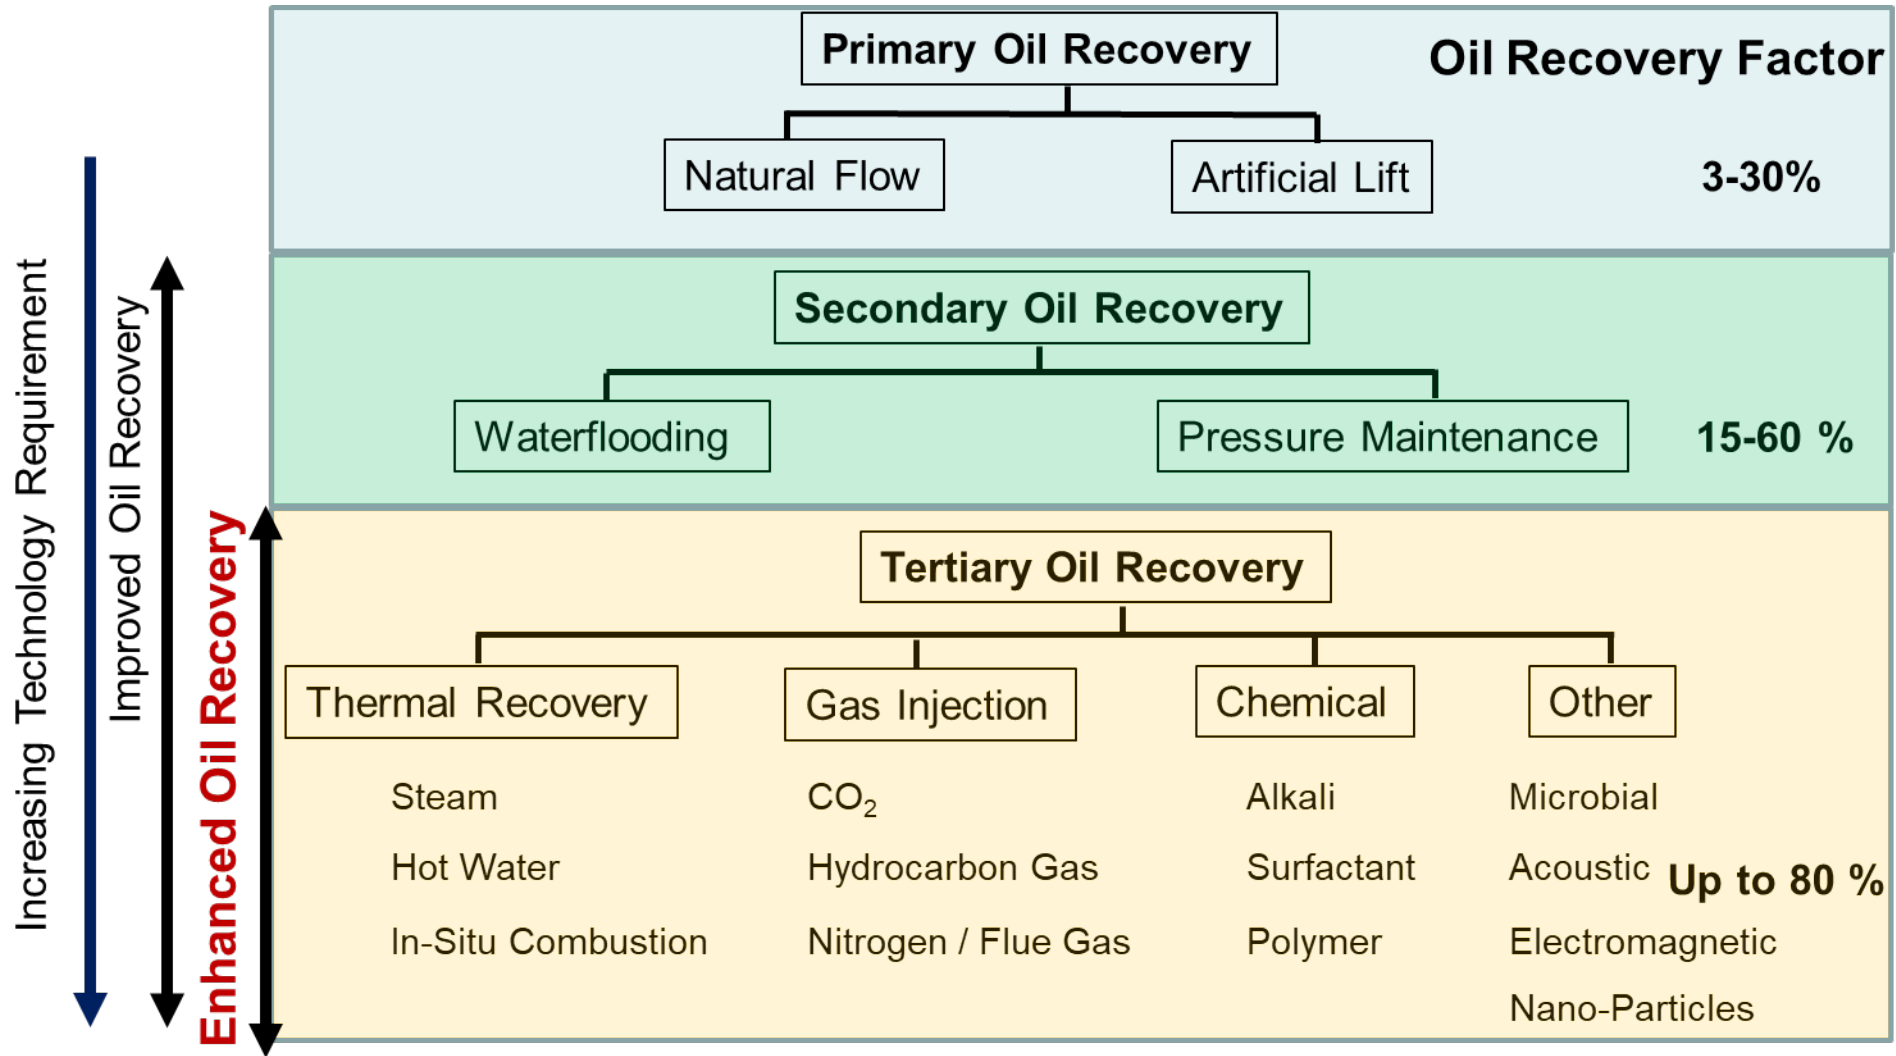 Primary Oil Recovery
Oil Recovery Factor
Natural Flow
Artificial Lift
3-30%
Secondary Oil Recovery
Waterflooding
Pressure Maintenance
15-60 %
Tertiary Oil Recovery
Thermal Recovery
Gas Injection
Chemical
Other
Steam
CO₂
Alkali
Microbial
Hot Water
Hydrocarbon Gas
Surfactant
Acoustic
Up to 80 %
In-Situ Combustion
Nitrogen / Flue Gas
Polymer
Electromagnetic
Nano-Particles
Increasing Technology Requirement
Improved Oil Recovery
Enhanced Oil Recovery